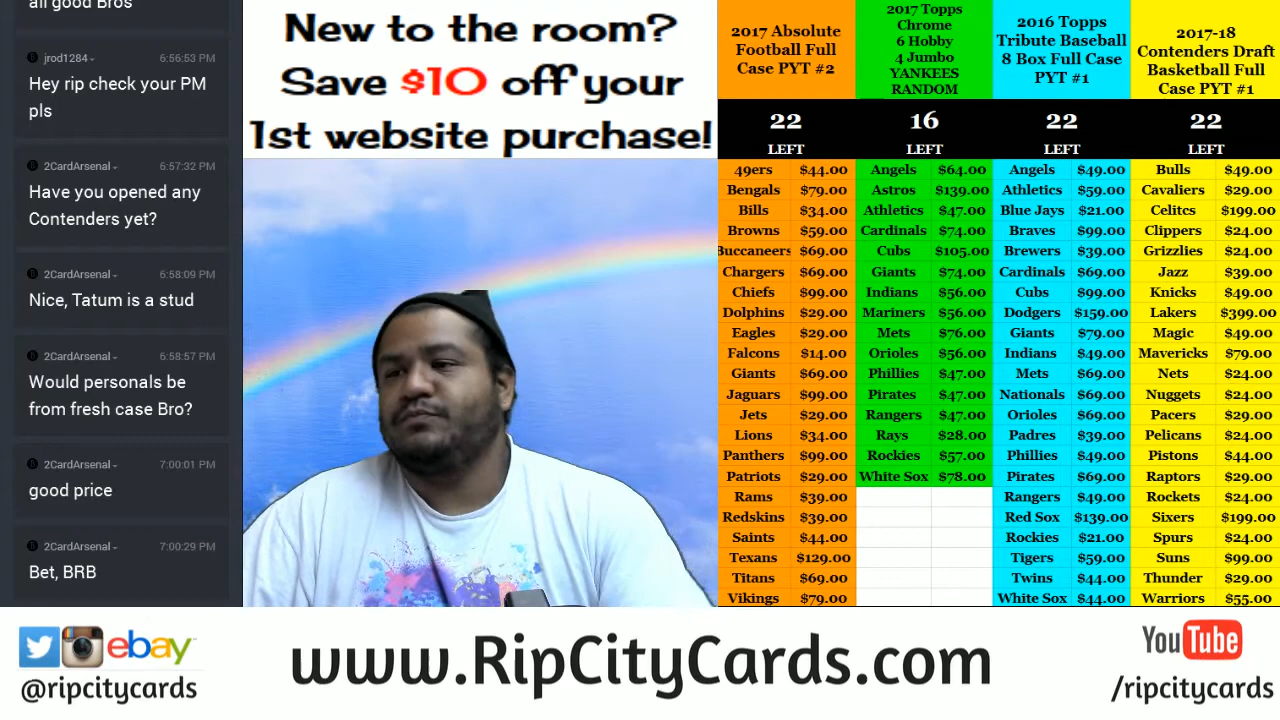 all good Bros
jrod1284 6:56:53 PM
Hey rip check your PM
pls
2CardArsenal 6:57:32 PM
Have you opened any
Contenders yet?
2CardArsenal 6:58:09 PM
Nice, Tatum is a stud
2CardArsenal 6:58:57 PM
Would personals be
from fresh case Bro?
2CardArsenal 7:00:01 PM
good price
2CardArsenal 7:00:29 PM
Bet, BRB
New to the room?
Save $10 off your
1st website purchase!
2017 Absolute
Football Full
Case PYT #2
22
LEFT
49ers $44.00
Bengals $79.00
Bills $34.00
Browns $59.00
Buccaneers $69.00
Chargers $69.00
Chiefs $99.00
Dolphins $29.00
Eagles $29.00
Falcons $14.00
Giants $69.00
Jaguars $99.00
Jets $29.00
Lions $34.00
Panthers $99.00
Patriots $29.00
Rams $39.00
Redskins $39.00
Saints $44.00
Texans $129.00
Titans $69.00
Vikings $79.00
2017 Topps
Chrome
6 Hobby
4 Jumbo
YANKEES
RANDOM
16
LEFT
Angels $64.00
Astros $139.00
Athletics $47.00
Cardinals $74.00
Cubs $105.00
Giants $74.00
Indians $56.00
Mariners $56.00
Mets $76.00
Orioles $56.00
Phillies $47.00
Pirates $47.00
Rangers $47.00
Rays $28.00
Rockies $57.00
White Sox $78.00
2016 Topps
Tribute Baseball
8 Box Full Case
PYT #1
22
LEFT
Angels $49.00
Athletics $59.00
Blue Jays $21.00
Braves $99.00
Brewers $39.00
Cardinals $69.00
Cubs $99.00
Dodgers $159.00
Giants $79.00
Indians $49.00
Mets $69.00
Nationals $69.00
Orioles $69.00
Padres $39.00
Phillies $49.00
Pirates $69.00
Rangers $49.00
Red Sox $139.00
Rockies $21.00
Tigers $59.00
Twins $44.00
White Sox $44.00
2017-18
Contenders Draft
Basketball Full
Case PYT #1
22
LEFT
Bulls $49.00
Cavaliers $29.00
Celitcs $199.00
Clippers $24.00
Grizzlies $24.00
Jazz $39.00
Knicks $49.00
Lakers $399.00
Magic $49.00
Mavericks $79.00
Nets $24.00
Nuggets $24.00
Pacers $29.00
Pelicans $24.00
Pistons $44.00
Raptors $29.00
Rockets $24.00
Sixers $199.00
Spurs $24.00
Suns $99.00
Thunder $29.00
Warriors $55.00
ebay
@ripcitycards
www.RipCityCards.com
YouTube
/ripcitycards